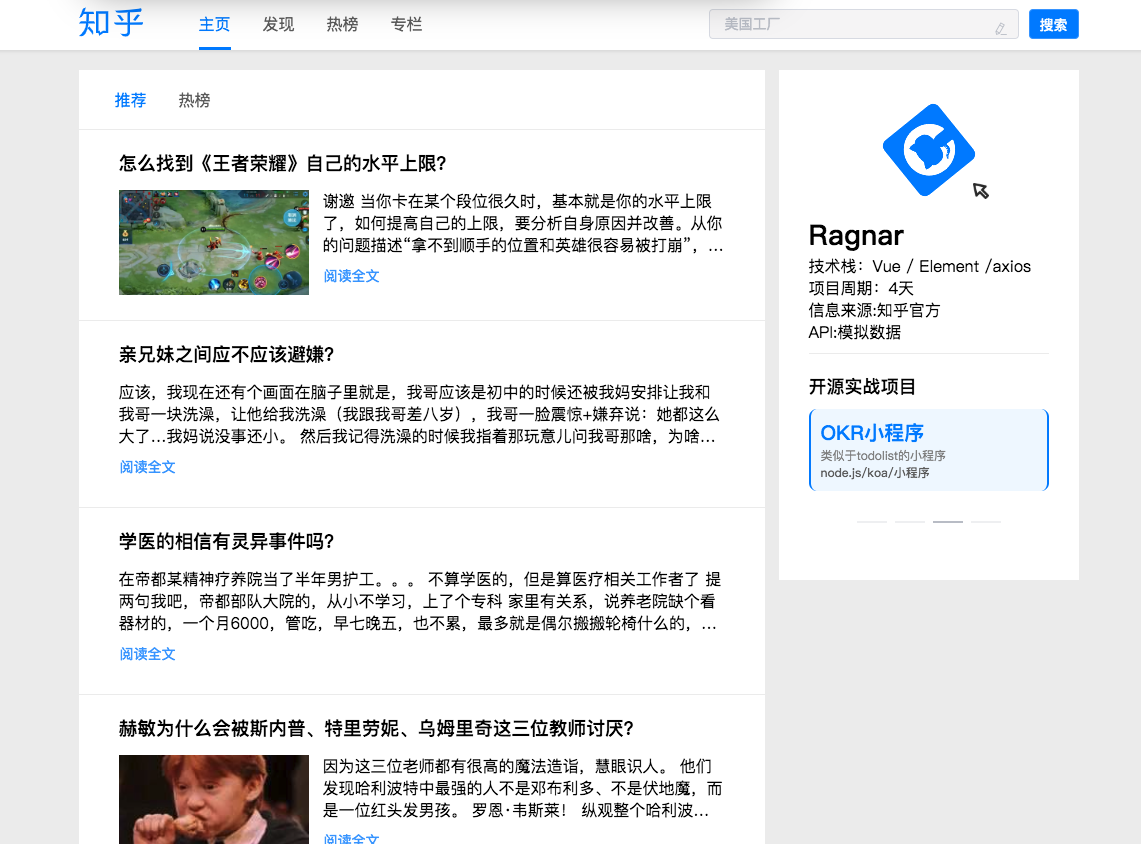 知乎
主页 发现 热榜 专栏
美国工厂
搜索
推荐 热榜
怎么找到《王者荣耀》自己的水平上限?
谢邀 当你卡在某个段位很久时，基本就是你的水平上限
了，如何提高自己的上限，要分析自身原因并改善。从你
的问题描述“拿不到顺手的位置和英雄很容易被打崩”，…
阅读全文
亲兄妹之间应不应该避嫌?
应该，我现在还有个画面在脑子里就是，我哥应该是初中的时候还被我妈安排让我和
我哥一块洗澡，让他给我洗澡（我跟我哥差八岁），我哥一脸震惊+嫌弃说：她都这么
大了…我妈说没事还小。 然后我记得洗澡的时候我指着那玩意儿问我哥那啥，为啥…
阅读全文
学医的相信有灵异事件吗?
在帝都某精神疗养院当了半年男护工。。。 不算学医的，但是算医疗相关工作者了 提
两句我吧，帝都部队大院的，从小不学习，上了个专科 家里有关系，说养老院缺个看
器材的，一个月6000，管吃，早七晚五，也不累，最多就是偶尔搬搬轮椅什么的，…
阅读全文
赫敏为什么会被斯内普、特里劳妮、乌姆里奇这三位教师讨厌?
因为这三位老师都有很高的魔法造诣，慧眼识人。 他们
发现哈利波特中最强的人不是邓布利多、不是伏地魔，而
是一位红头发男孩。 罗恩·韦斯莱！ 纵观整个哈利波…
阅读全文
Ragnar
技术栈：Vue / Element /axios
项目周期：4天
信息来源:知乎官方
API:模拟数据
开源实战项目
OKR小程序
类似于todolist的小程序
node.js/koa/小程序